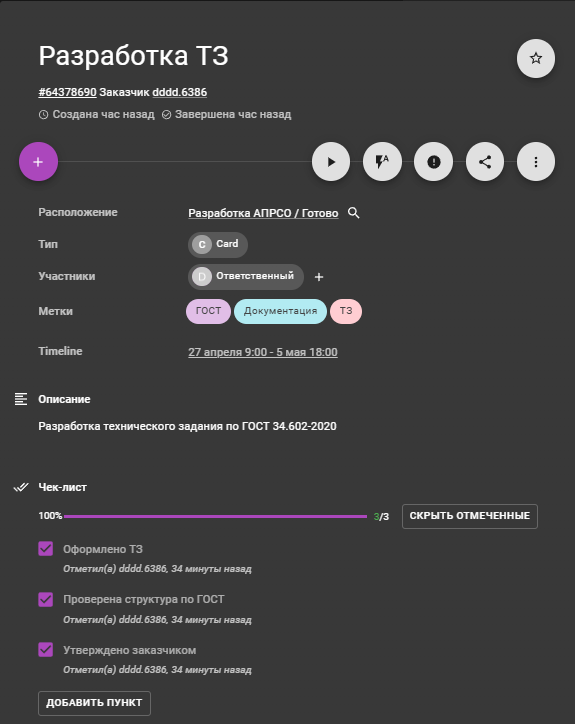 Разработка ТЗ
#64378690 Заказчик dddd.6386
Создана час назад Завершена час назад
A
Расположение Разработка АПРСО / Готово
Тип C Card
Участники D Ответственный +
Метки ГОСТ Документация ТЗ
Timeline 27 апреля 9:00 - 5 мая 18:00
Описание
Разработка технического задания по ГОСТ 34.602-2020
Чек-лист
100% 3/3 СКРЫТЬ ОТМЕЧЕННЫЕ
Оформлено ТЗ
Отметил(а) dddd.6386, 34 минуты назад
Проверена структура по ГОСТ
Отметил(а) dddd.6386, 34 минуты назад
Утверждено заказчиком
Отметил(а) dddd.6386, 34 минуты назад
ДОБАВИТЬ ПУНКТ